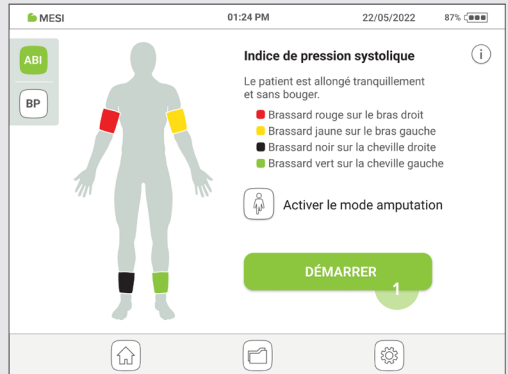 MESI
01:24 PM
22/05/2022
87%
ABI
BP
Indice de pression systolique
i
Le patient est allongé tranquillement
et sans bouger.
Brassard rouge sur le bras droit
Brassard jaune sur le bras gauche
Brassard noir sur la cheville droite
Brassard vert sur la cheville gauche
Activer le mode amputation
DÉMARRER
1